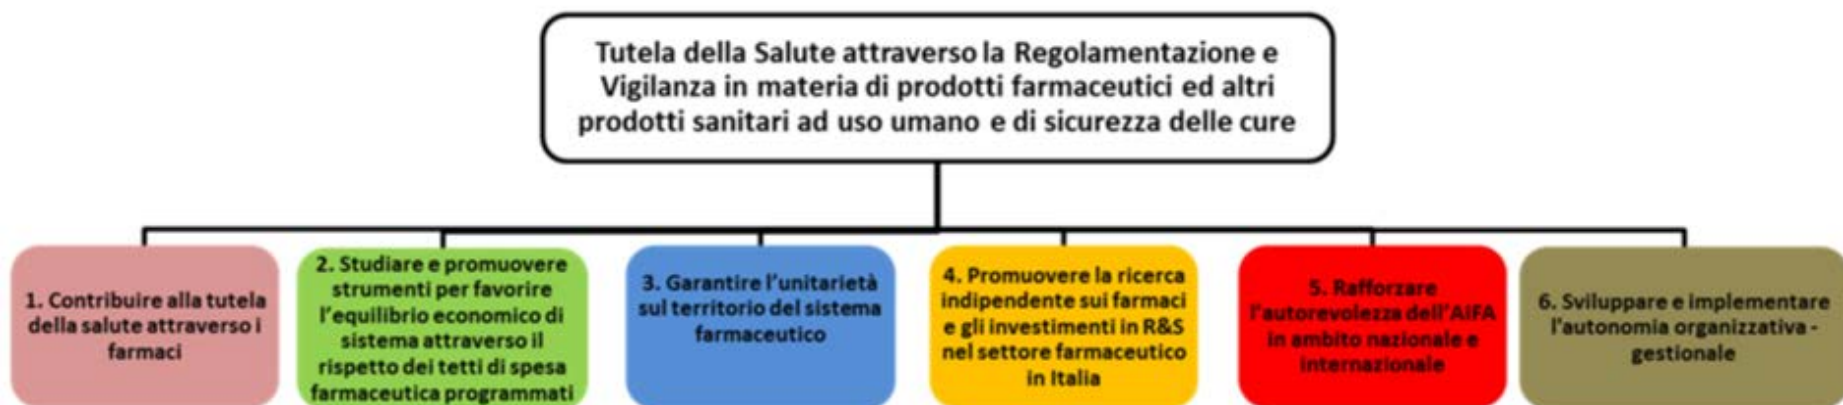 Tutela della Salute attraverso la Regolamentazione e
Vigilanza in materia di prodotti farmaceutici ed altri
prodotti sanitari ad uso umano e di sicurezza delle cure
1. Contribuire alla tutela
della salute attraverso i
farmaci
2. Studiare e promuovere
strumenti per favorire
l'equilibrio economico di
sistema attraverso il
rispetto dei tetti di spesa
farmaceutica programmati
3. Garantire l'unitarietà
sul territorio del sistema
farmaceutico
4. Promuovere la ricerca
indipendente sui farmaci
e gli investimenti in R&S
nel settore farmaceutico
in Italia
5. Rafforzare
l'autorevolezza dell'AIFA
in ambito nazionale e
internazionale
6. Sviluppare e implementare
l'autonomia organizzativa -
gestionale